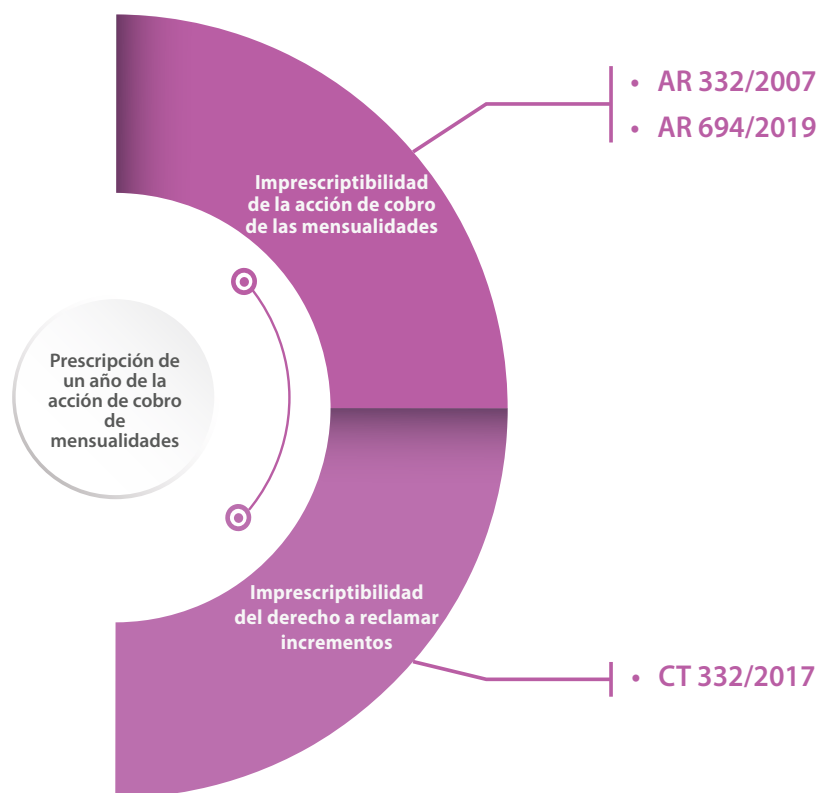 Prescripción de
un año de la
acción de cobro
de
mensualidades
Imprescriptibilidad
de la acción de cobro
de las mensualidades
• AR 332/2007
• AR 694/2019
Imprescriptibilidad
del derecho a reclamar
incrementos
• CT 332/2017